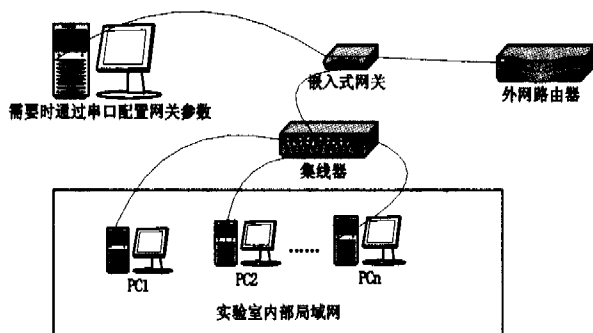 嵌入式网关
外网路由器
需要时通过串口配置网关参数
集线器
PC1
PC2
......
PCn
实验室内部局域网